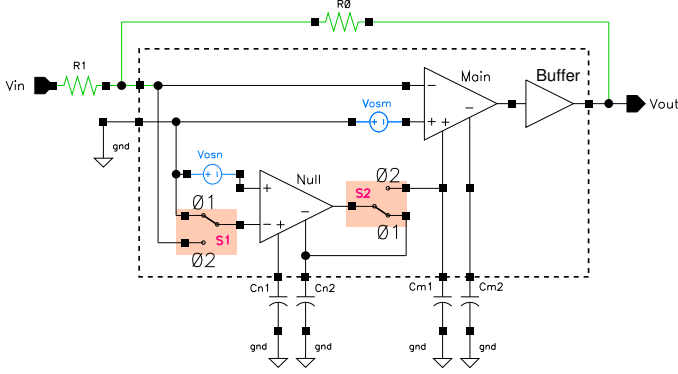 R0
R1
Vin
Main
Buffer
Vosm
Vout
gnd
Vosn
Null
Ø2
Ø1
S2
S1
Ø1
Ø2
Cn1
Cn2
Cm1
Cm2
gnd
gnd
gnd
gnd